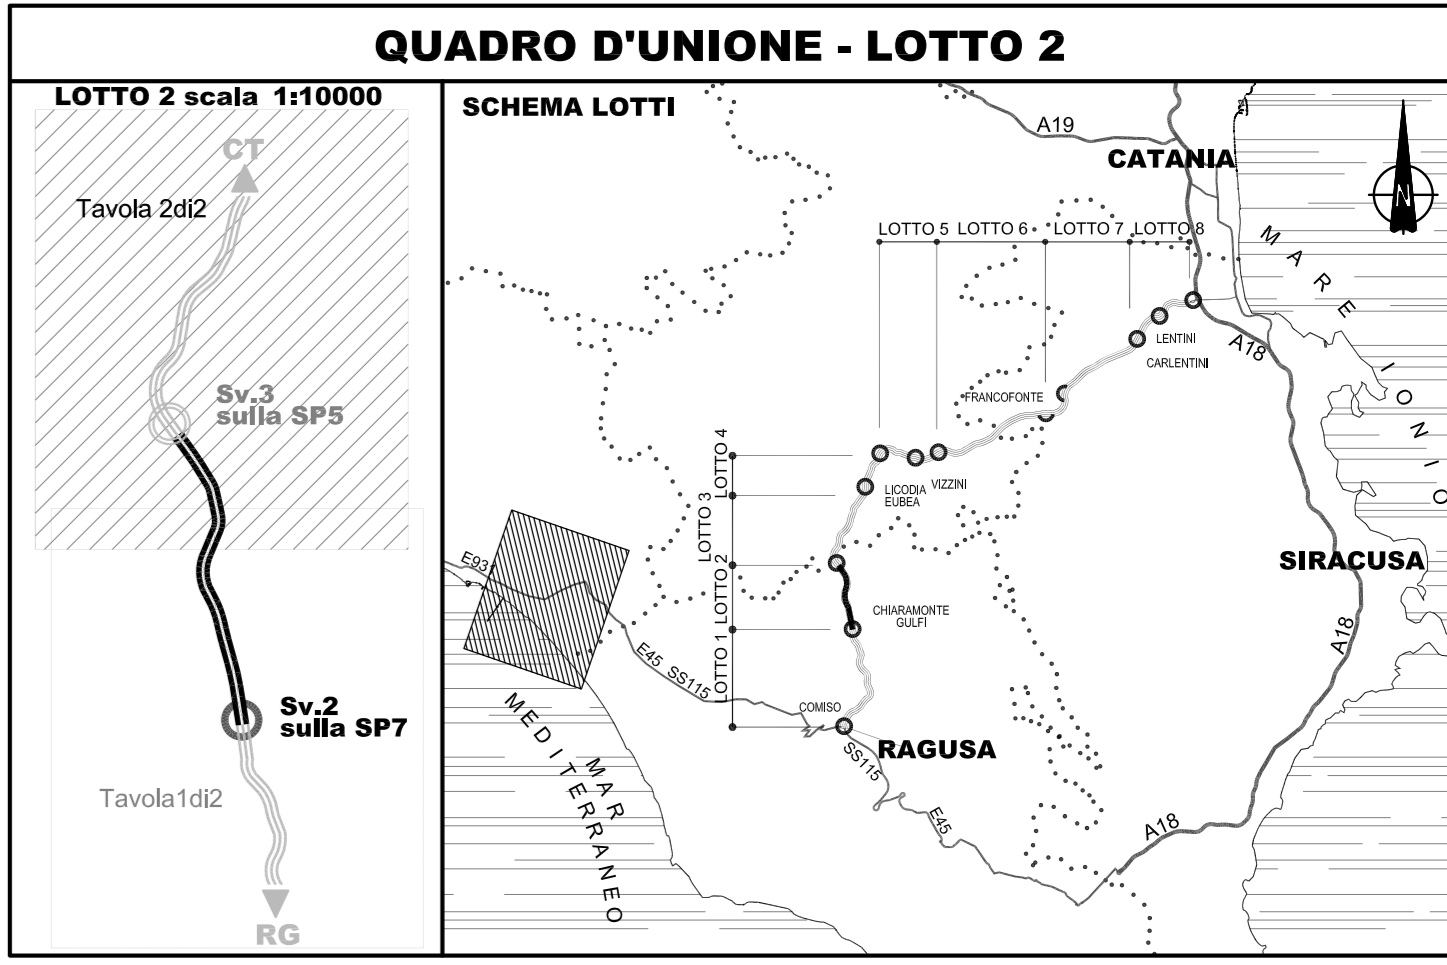 QUADRO D'UNIONE - LOTTO 2
LOTTO 2 scala 1:10000
CT
Tavola 2di2
Sv.3
sulla SP5
Sv.2
sulla SP7
Tavola1di2
RG
SCHEMA LOTTI
A19
CATANIA
N
LOTTO 5
LOTTO 6
LOTTO 7
LOTTO 8
MARE
IONIO
LENTINI
CARLENTINI
A18
FRANCOFONTE
LOTTO 4
LOTTO 3
LOTTO 2
LOTTO 1
LICODIA
EUBEA
VIZZINI
E931
SIRACUSA
CHIARAMONTE
GULFI
E45 SS115
A18
COMISO
RAGUSA
SS115
MAR
MEDITERRANEO
E45
A18